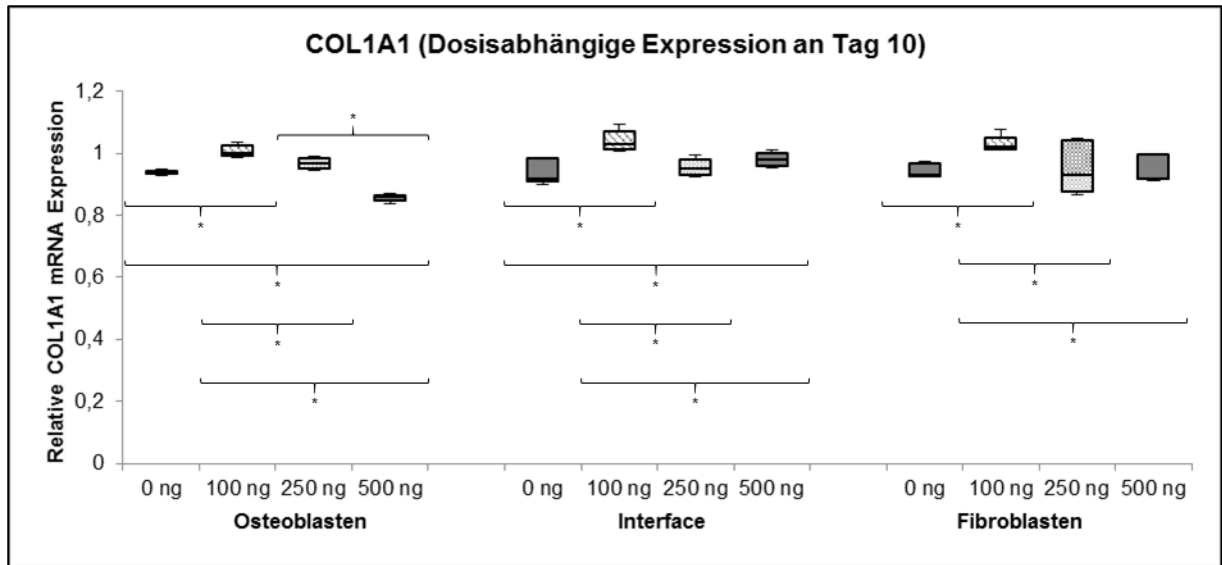 COL1A1 (Dosisabhängige Expression an Tag 10)
Relative COL1A1 mRNA Expression
1,2
1
0,8
0,6
0,4
0,2
0
*
* * *
* * *
* * *
* *
0 ng 100 ng 250 ng 500 ng 0 ng 100 ng 250 ng 500 ng 0 ng 100 ng 250 ng 500 ng
Osteoblasten Interface Fibroblasten